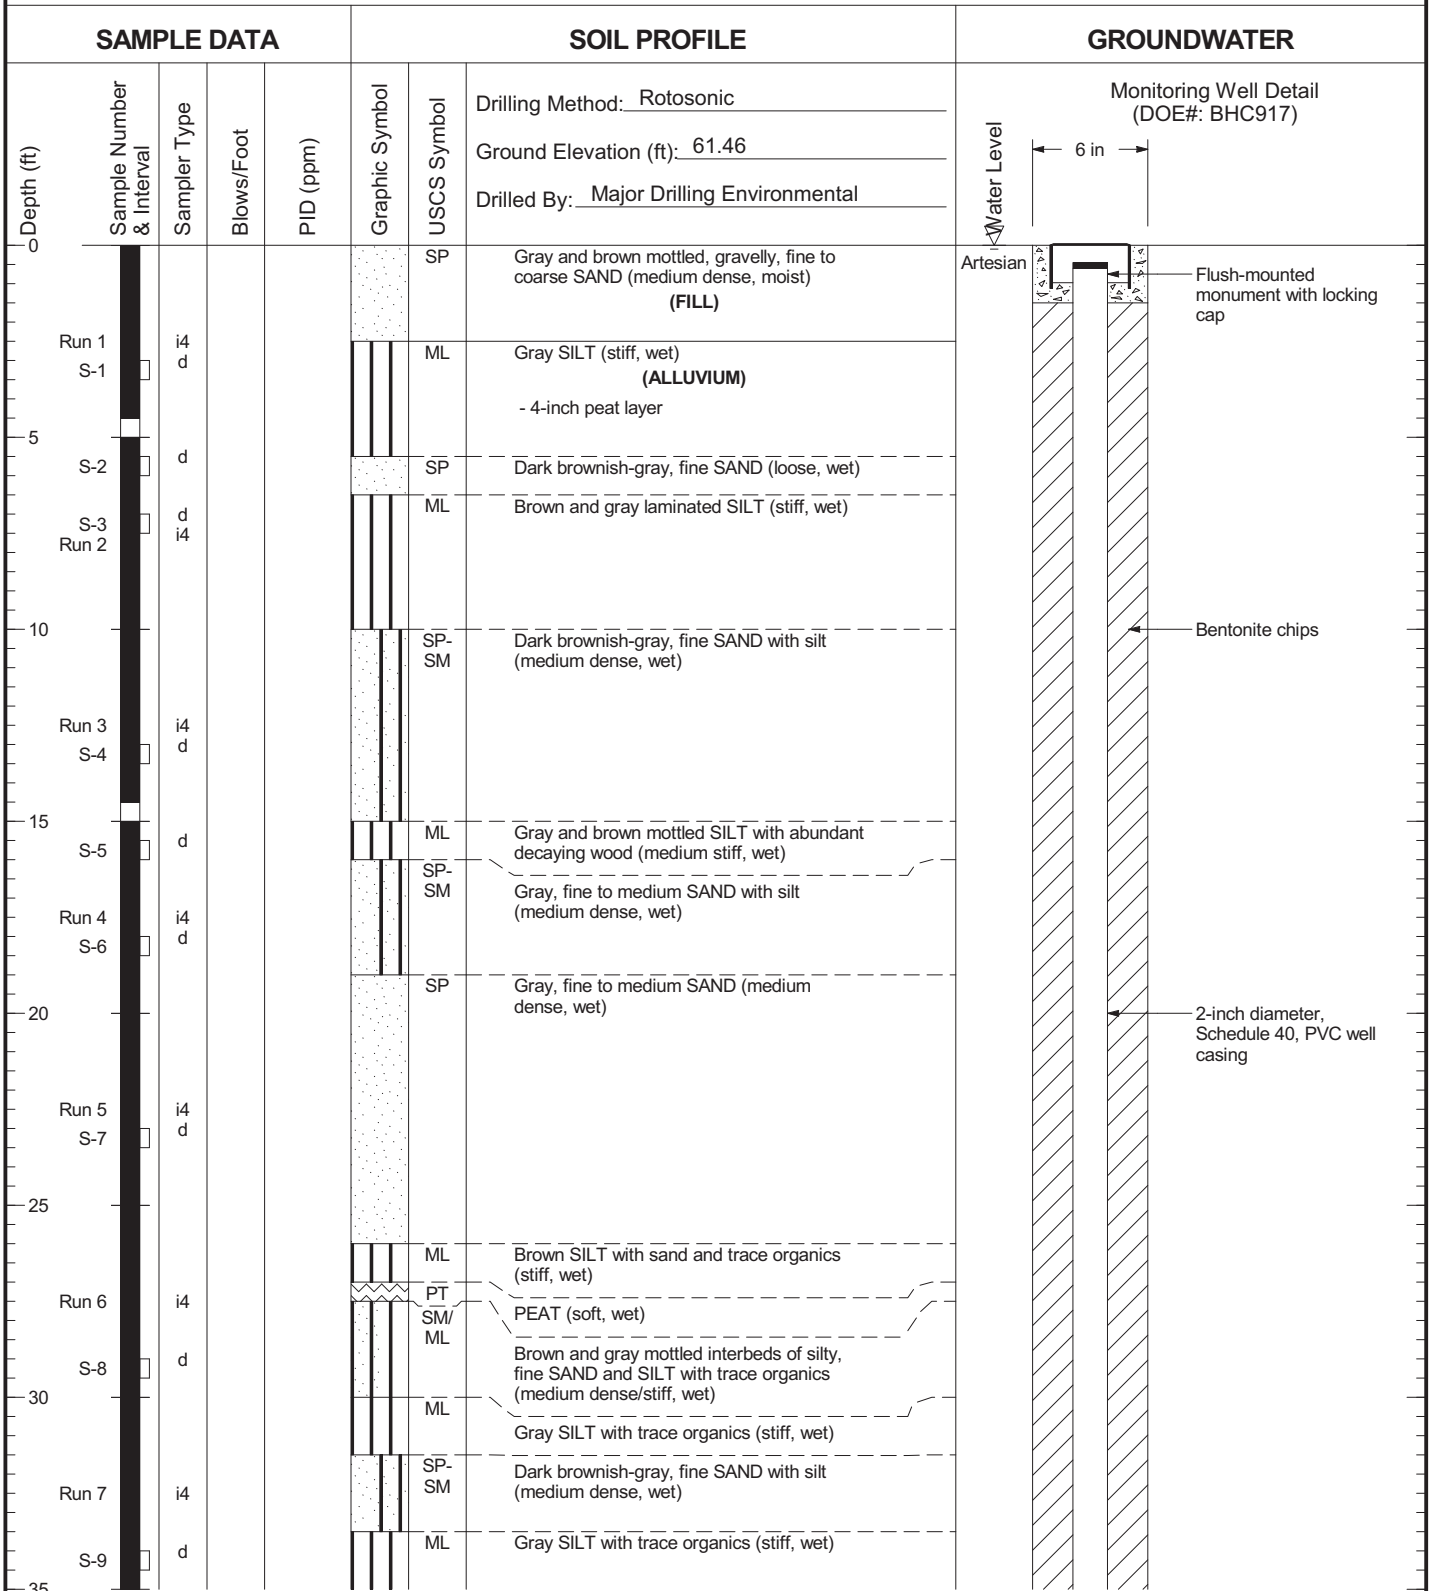 SAMPLE DATA
SOIL PROFILE
GROUNDWATER
Depth (ft)
Sample Number
& Interval
Sampler Type
Blows/Foot
PID (ppm)
Graphic Symbol
USCS Symbol
Drilling Method: Rotosonic
Ground Elevation (ft): 61.46
Drilled By: Major Drilling Environmental
Water Level
Monitoring Well Detail
(DOE#: BHC917)
6 in
0
SP
Gray and brown mottled, gravelly, fine to
coarse SAND (medium dense, moist)
(FILL)
Artesian
Flush-mounted
monument with locking
cap
Run 1
i4
S-1
d
ML
Gray SILT (stiff, wet)
(ALLUVIUM)
- 4-inch peat layer
5
S-2
d
SP
Dark brownish-gray, fine SAND (loose, wet)
ML
Brown and gray laminated SILT (stiff, wet)
S-3
d
Run 2
i4
10
SP-
SM
Dark brownish-gray, fine SAND with silt
(medium dense, wet)
Bentonite chips
Run 3
i4
S-4
d
15
S-5
d
ML
Gray and brown mottled SILT with abundant
decaying wood (medium stiff, wet)
SP-
SM
Gray, fine to medium SAND with silt
(medium dense, wet)
Run 4
i4
S-6
d
SP
Gray, fine to medium SAND (medium
dense, wet)
20
2-inch diameter,
Schedule 40, PVC well
casing
Run 5
i4
S-7
d
25
ML
Brown SILT with sand and trace organics
(stiff, wet)
PT
PEAT (soft, wet)
Run 6
i4
SM/
ML
Brown and gray mottled interbeds of silty,
fine SAND and SILT with trace organics
(medium dense/stiff, wet)
S-8
d
30
ML
Gray SILT with trace organics (stiff, wet)
SP-
SM
Dark brownish-gray, fine SAND with silt
(medium dense, wet)
Run 7
i4
ML
Gray SILT with trace organics (stiff, wet)
S-9
d
35